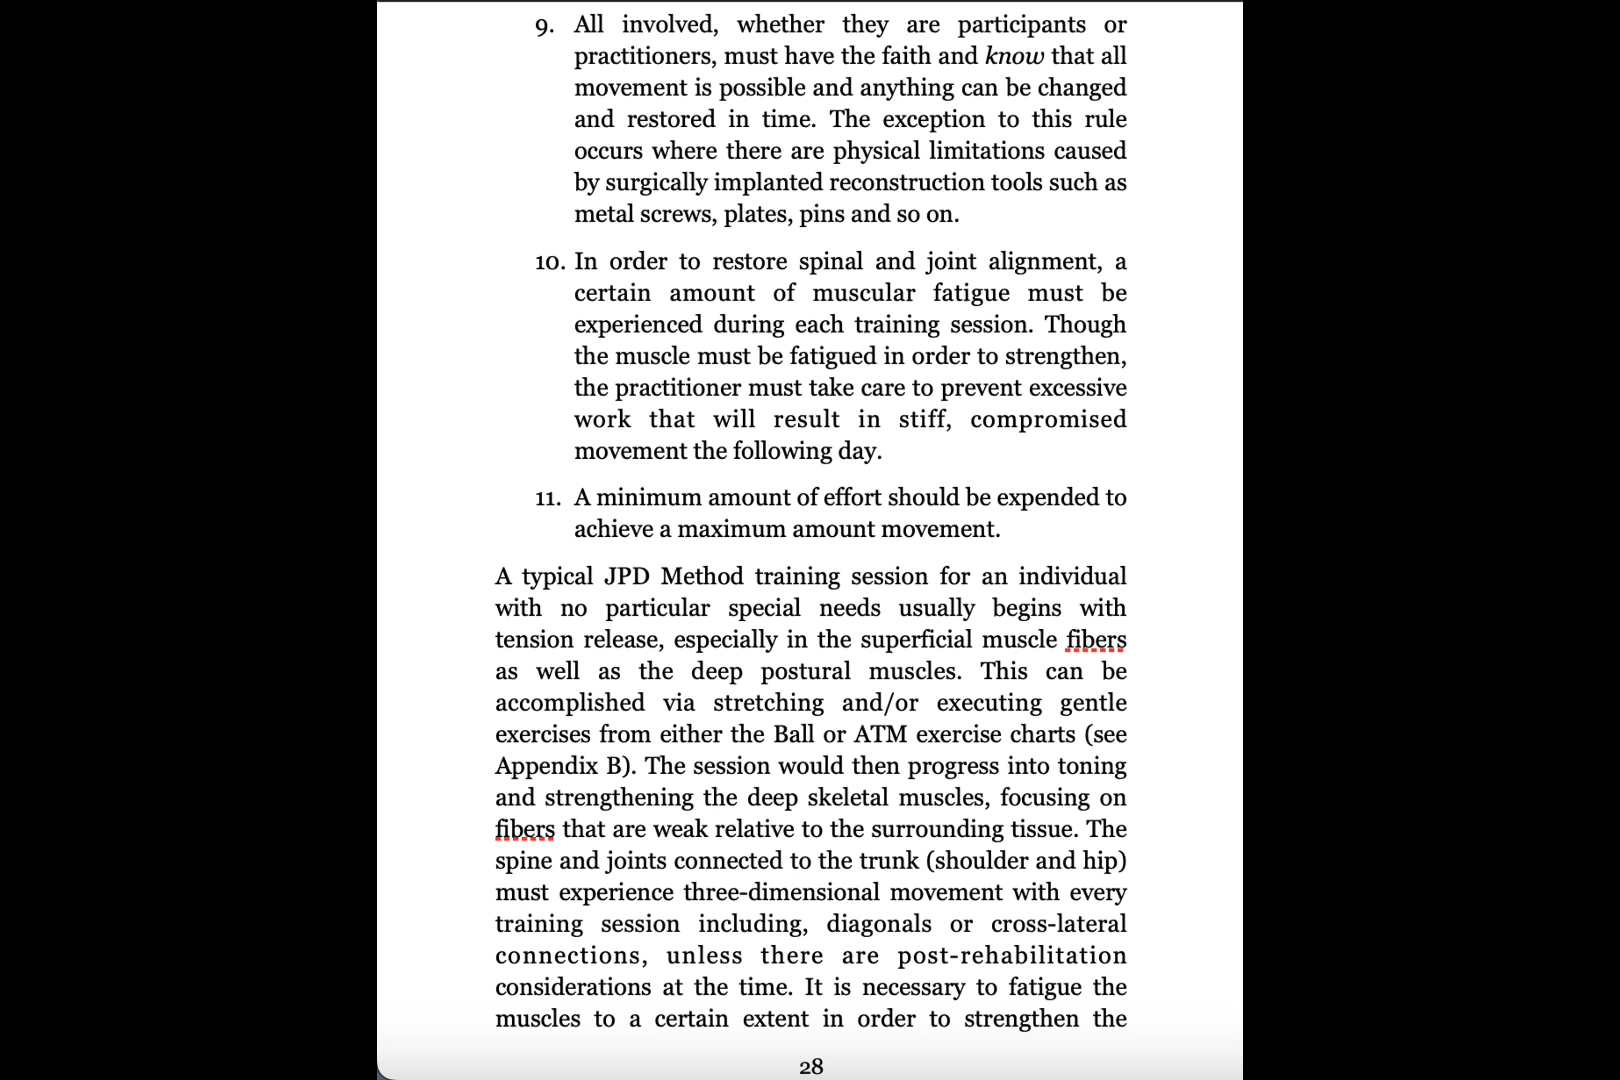 9. All involved, whether they are participants or
practitioners, must have the faith and know that all
movement is possible and anything can be changed
and restored in time. The exception to this rule
occurs where there are physical limitations caused
by surgically implanted reconstruction tools such as
metal screws, plates, pins and so on.
10. In order to restore spinal and joint alignment, a
certain amount of muscular fatigue must be
experienced during each training session. Though
the muscle must be fatigued in order to strengthen,
the practitioner must take care to prevent excessive
work that will result in stiff, compromised
movement the following day.
11. A minimum amount of effort should be expended to
achieve a maximum amount movement.
A typical JPD Method training session for an individual
with no particular special needs usually begins with
tension release, especially in the superficial muscle fibers
as well as the deep postural muscles. This can be
accomplished via stretching and/or executing gentle
exercises from either the Ball or ATM exercise charts (see
Appendix B). The session would then progress into toning
and strengthening the deep skeletal muscles, focusing on
fibers that are weak relative to the surrounding tissue. The
spine and joints connected to the trunk (shoulder and hip)
must experience three-dimensional movement with every
training session including, diagonals or cross-lateral
connections, unless there are post-rehabilitation
considerations at the time. It is necessary to fatigue the
muscles to a certain extent in order to strengthen the
28